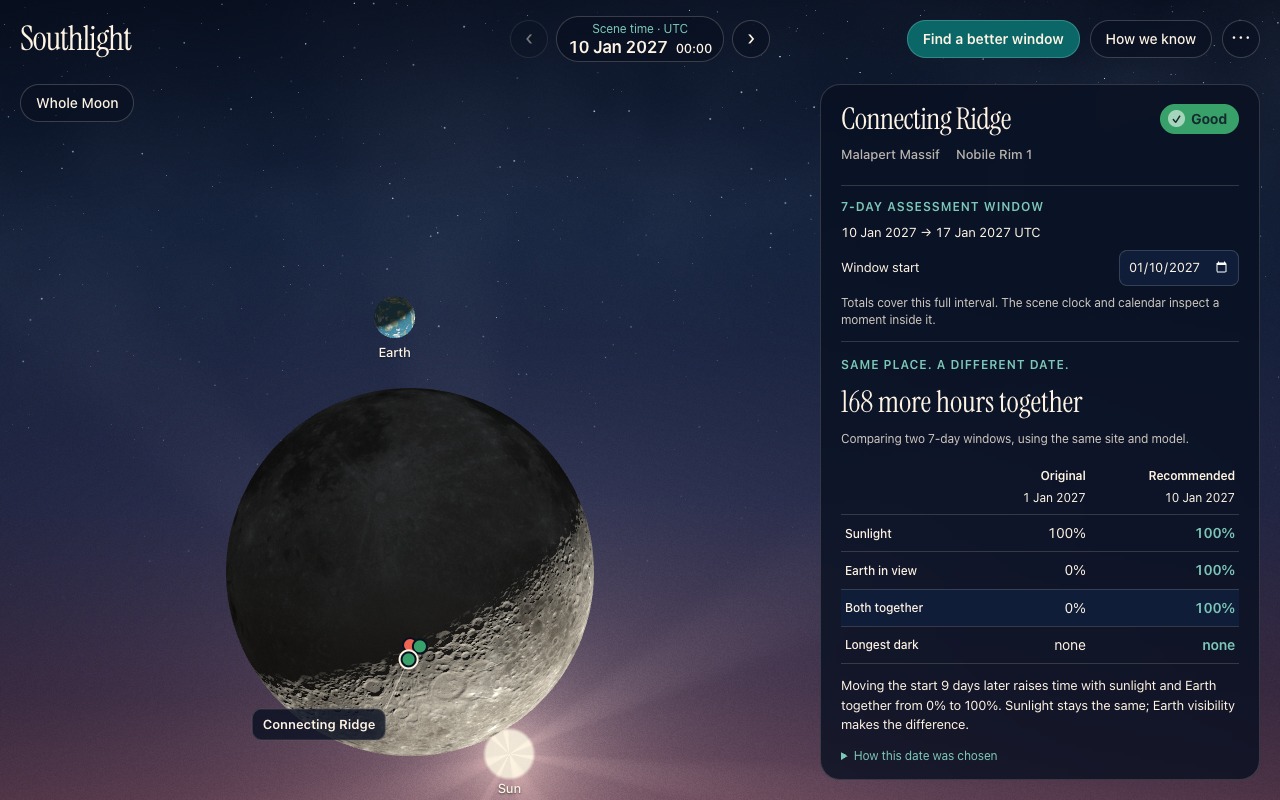 Southlight
Scene time · UTC
10 Jan 2027 00:00
Find a better window
How we know
Whole Moon
Connecting Ridge
Good
Malapert Massif Nobile Rim 1
7-DAY ASSESSMENT WINDOW
10 Jan 2027 → 17 Jan 2027 UTC
Window start
01/10/2027
Totals cover this full interval. The scene clock and calendar inspect a
moment inside it.
SAME PLACE. A DIFFERENT DATE.
168 more hours together
Comparing two 7-day windows, using the same site and model.
Original Recommended
1 Jan 2027 10 Jan 2027
Sunlight 100% 100%
Earth in view 0% 100%
Both together 0% 100%
Longest dark none none
Moving the start 9 days later raises time with sunlight and Earth
together from 0% to 100%. Sunlight stays the same; Earth visibility
makes the difference.
How this date was chosen
Earth
Connecting Ridge
Sun